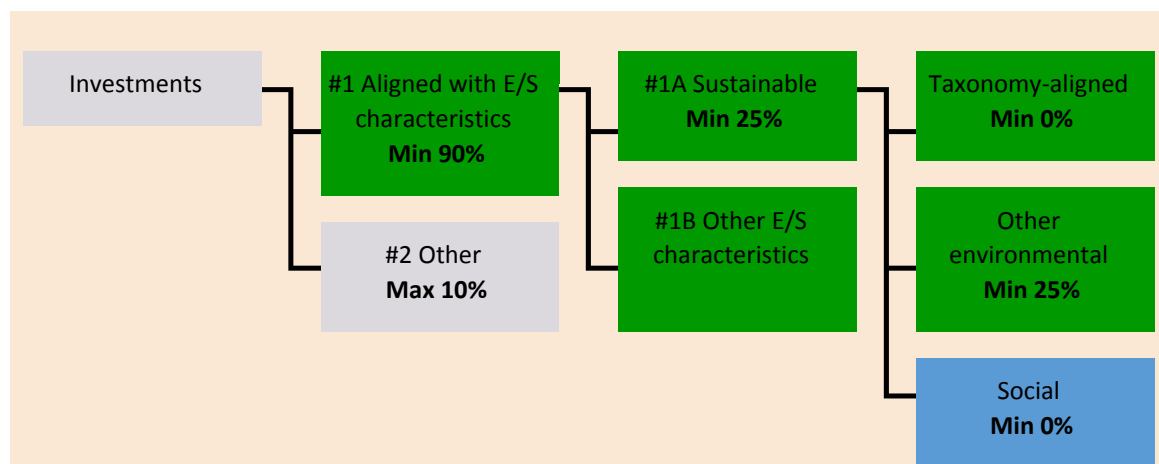 Investments
#1 Aligned with E/S
characteristics
Min 90%
#2 Other
Max 10%
#1A Sustainable
Min 25%
#1B Other E/S
characteristics
Taxonomy-aligned
Min 0%
Other
environmental
Min 25%
Social
Min 0%